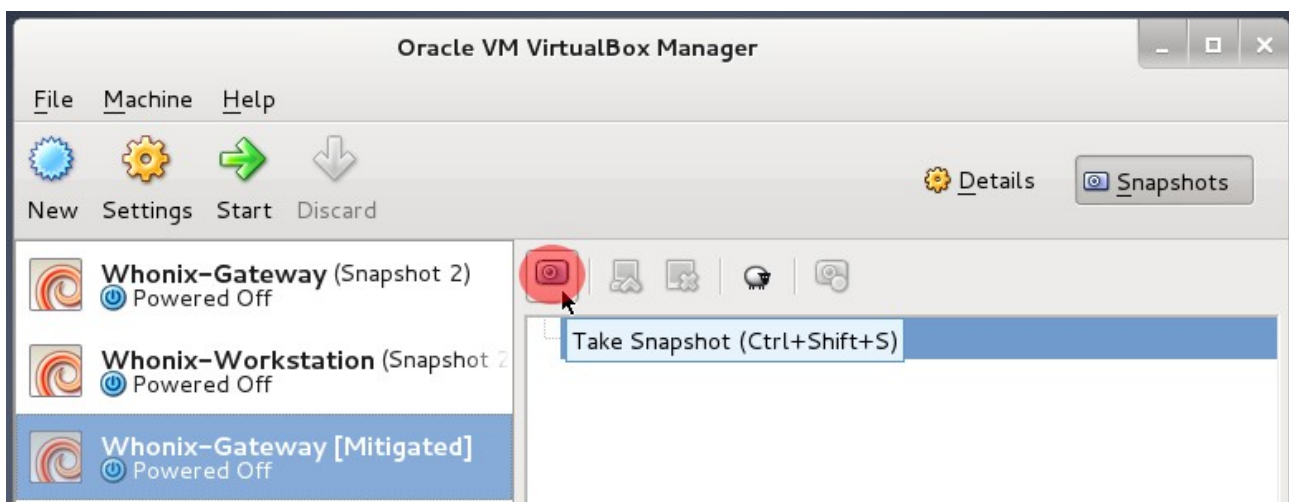 Oracle VM VirtualBox Manager
File Machine Help
New Settings Start Discard
Details Snapshots
Whonix-Gateway (Snapshot 2)
Powered Off
Take Snapshot (Ctrl+Shift+S)
Whonix-Workstation (Snapshot 2
Powered Off
Whonix-Gateway [Mitigated]
Powered Off